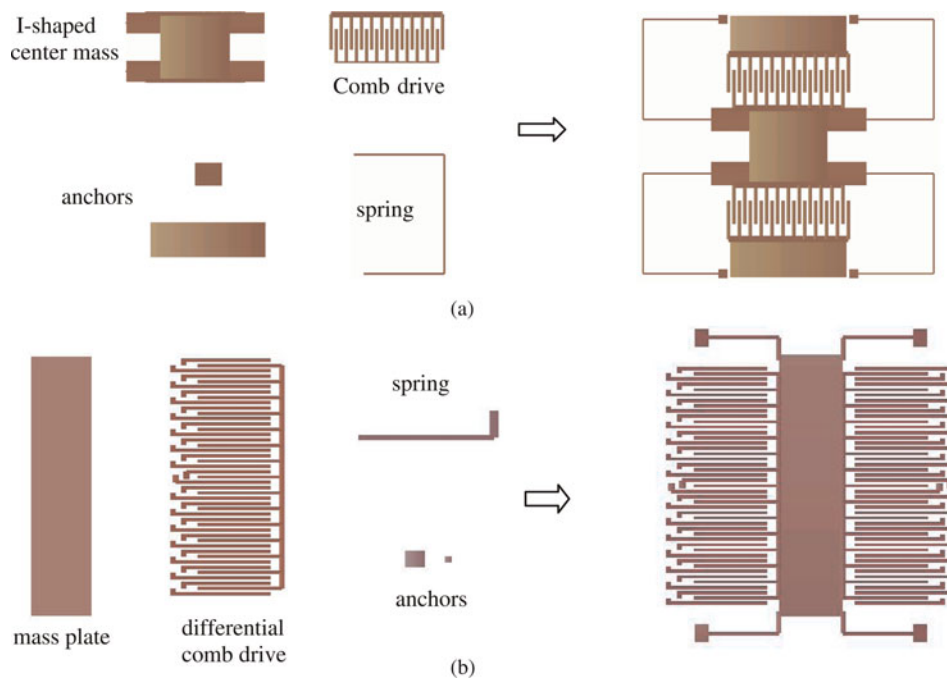 I-shaped
center mass
Comb drive
anchors
spring
(a)
spring
anchors
mass plate
differential
comb drive
(b)